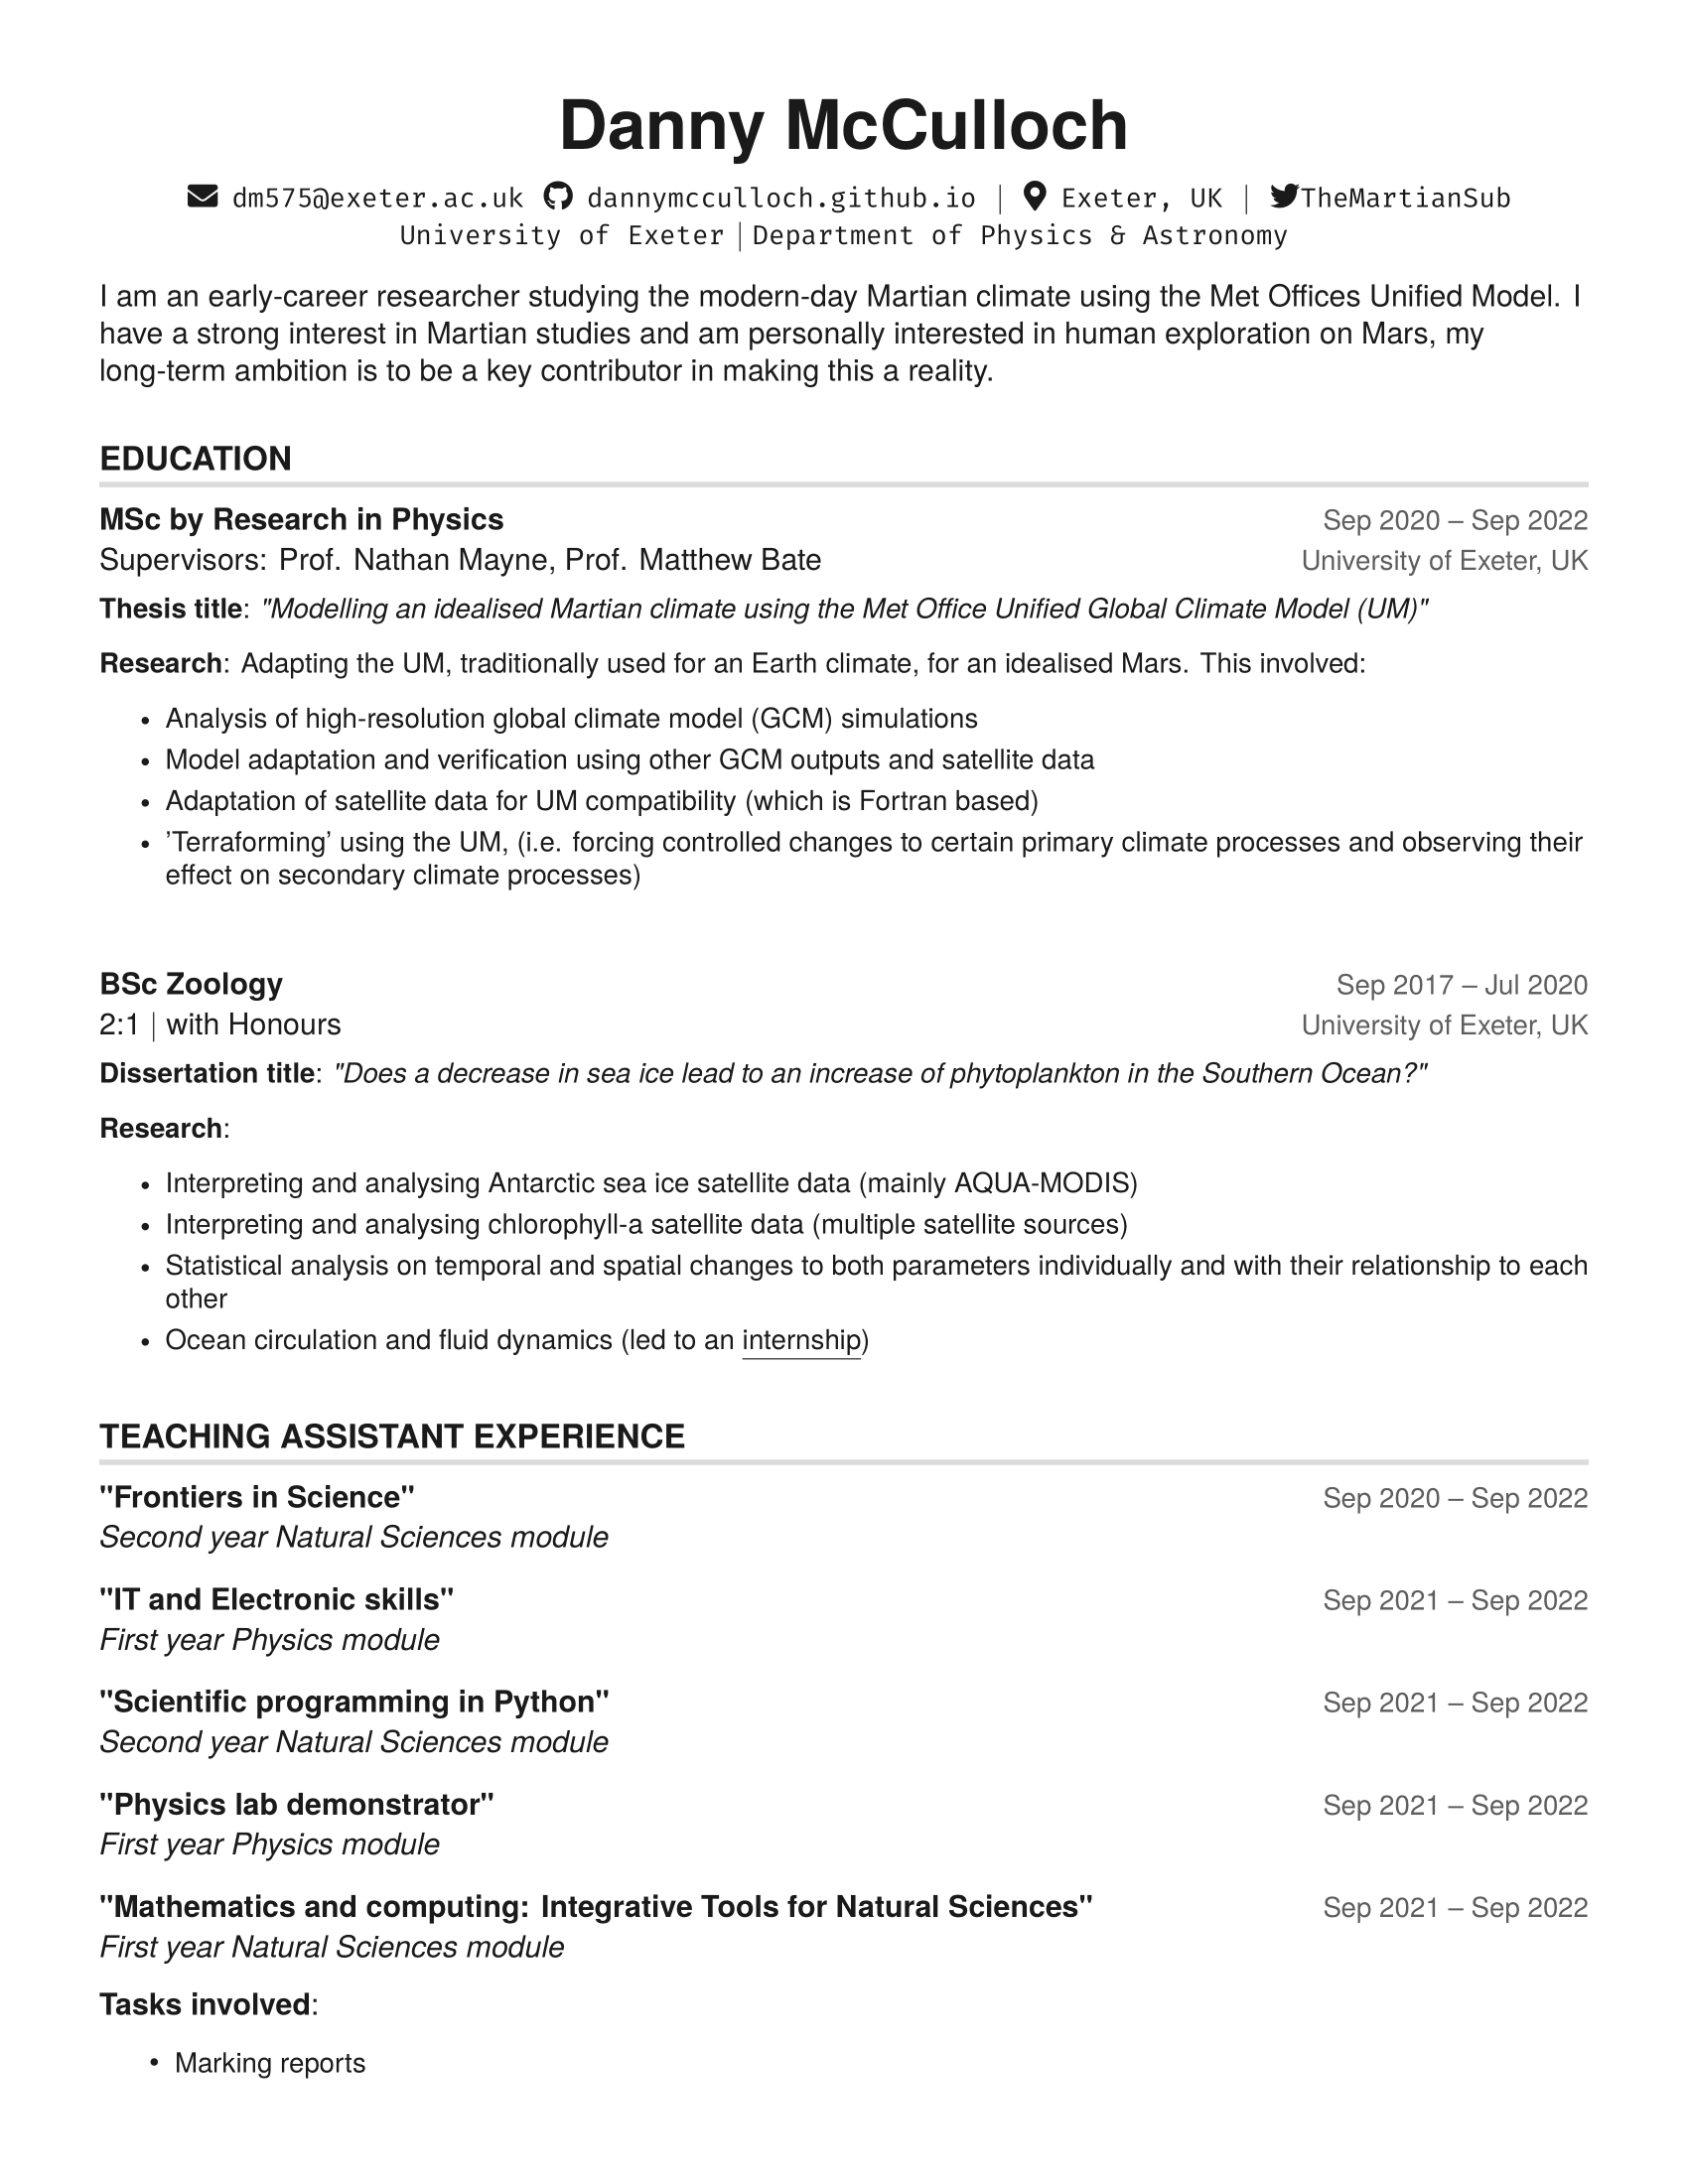 Danny McCulloch
dm575@exeter.ac.uk dannymcculloch.github.io | Exeter, UK | TheMartianSub
University of Exeter | Department of Physics & Astronomy
I am an early-career researcher studying the modern-day Martian climate using the Met Offices Unified Model. I
have a strong interest in Martian studies and am personally interested in human exploration on Mars, my
long-term ambition is to be a key contributor in making this a reality.
EDUCATION
MSc by Research in Physics Sep 2020 – Sep 2022
Supervisors: Prof. Nathan Mayne, Prof. Matthew Bate University of Exeter, UK
Thesis title: "Modelling an idealised Martian climate using the Met Office Unified Global Climate Model (UM)"
Research: Adapting the UM, traditionally used for an Earth climate, for an idealised Mars. This involved:
• Analysis of high-resolution global climate model (GCM) simulations
• Model adaptation and verification using other GCM outputs and satellite data
• Adaptation of satellite data for UM compatibility (which is Fortran based)
• ’Terraforming’ using the UM, (i.e. forcing controlled changes to certain primary climate processes and observing their
effect on secondary climate processes)
BSc Zoology Sep 2017 – Jul 2020
2:1 | with Honours University of Exeter, UK
Dissertation title: "Does a decrease in sea ice lead to an increase of phytoplankton in the Southern Ocean?"
Research:
• Interpreting and analysing Antarctic sea ice satellite data (mainly AQUA-MODIS)
• Interpreting and analysing chlorophyll-a satellite data (multiple satellite sources)
• Statistical analysis on temporal and spatial changes to both parameters individually and with their relationship to each
other
• Ocean circulation and fluid dynamics (led to an internship)
TEACHING ASSISTANT EXPERIENCE
"Frontiers in Science" Sep 2020 – Sep 2022
Second year Natural Sciences module
"IT and Electronic skills" Sep 2021 – Sep 2022
First year Physics module
"Scientific programming in Python" Sep 2021 – Sep 2022
Second year Natural Sciences module
"Physics lab demonstrator" Sep 2021 – Sep 2022
First year Physics module
"Mathematics and computing: Integrative Tools for Natural Sciences" Sep 2021 – Sep 2022
First year Natural Sciences module
Tasks involved:
• Marking reports